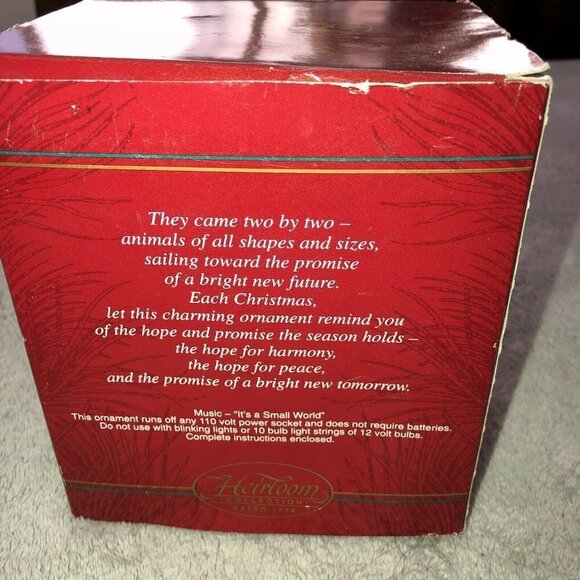 They came two by two –
animals of all shapes and sizes,
sailing toward the promise
of a bright new future.
Each Christmas,
let this charming ornament remind you
of the hope and promise the season holds –
the hope for harmony,
the hope for peace,
and the promise of a bright new tomorrow.
Music – "It's a Small World"
This ornament runs off any 110 volt power socket and does not require batteries.
Do not use with blinking lights or 10 bulb light strings of 12 volt bulbs.
Complete instructions enclosed.
Heirloom
COLLECTION
DATED